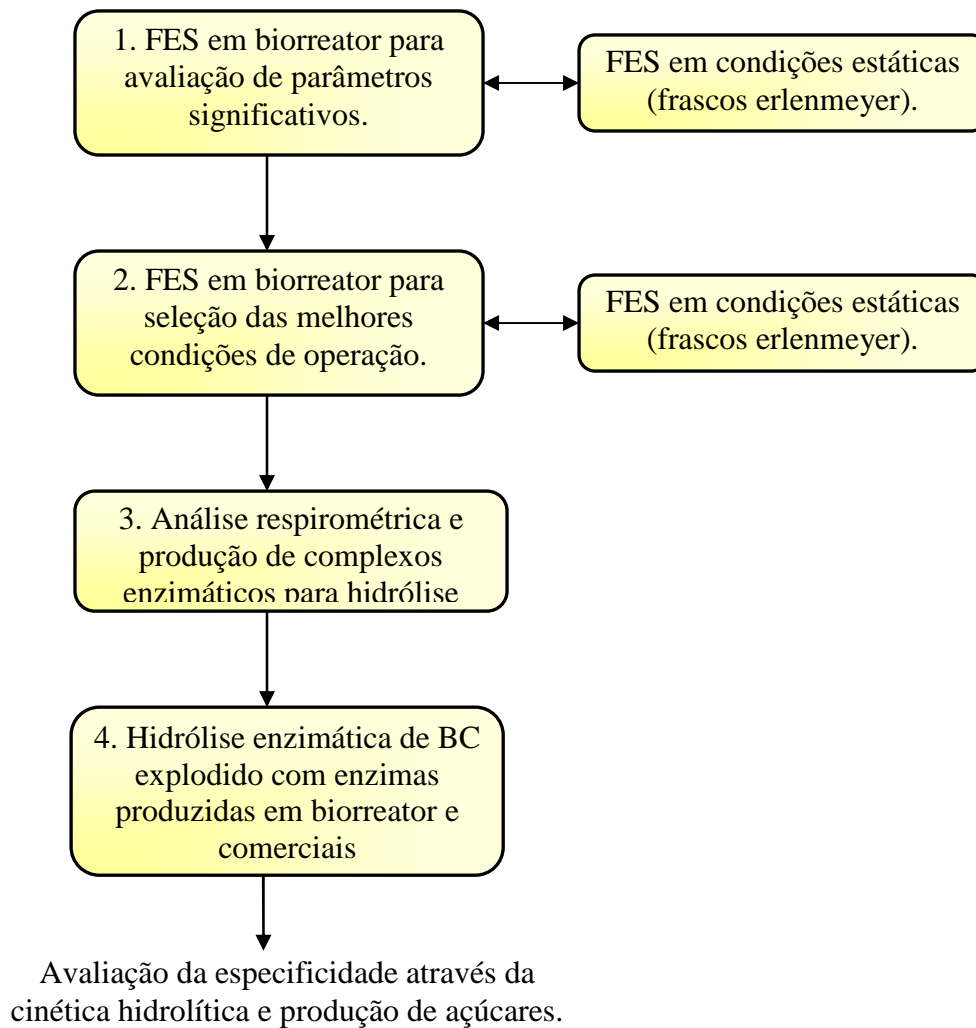 1. FES em biorreator para
avaliação de parâmetros
significativos.
FES em condições estáticas
(frascos erlenmeyer).
2. FES em biorreator para
seleção das melhores
condições de operação.
FES em condições estáticas
(frascos erlenmeyer).
3. Análise respirométrica e
produção de complexos
enzimáticos para hidrólise
4. Hidrólise enzimática de BC
explodido com enzimas
produzidas em biorreator e
comerciais
Avaliação da especificidade através da
cinética hidrolítica e produção de açúcares.